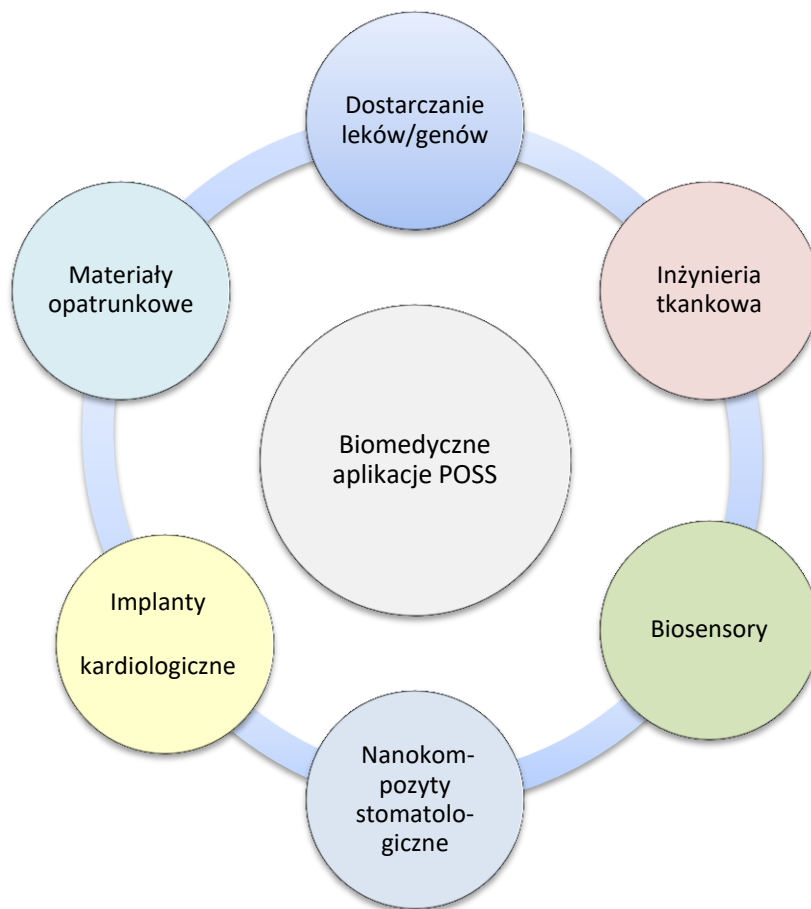 Dostarczanie
leków/genów
Materiały
opatrunkowe
Inżynieria
tkankowa
Biomedyczne
aplikacje POSS
Implanty
kardiologiczne
Biosensory
Nanokom-
pozyty
stomatolo-
giczne